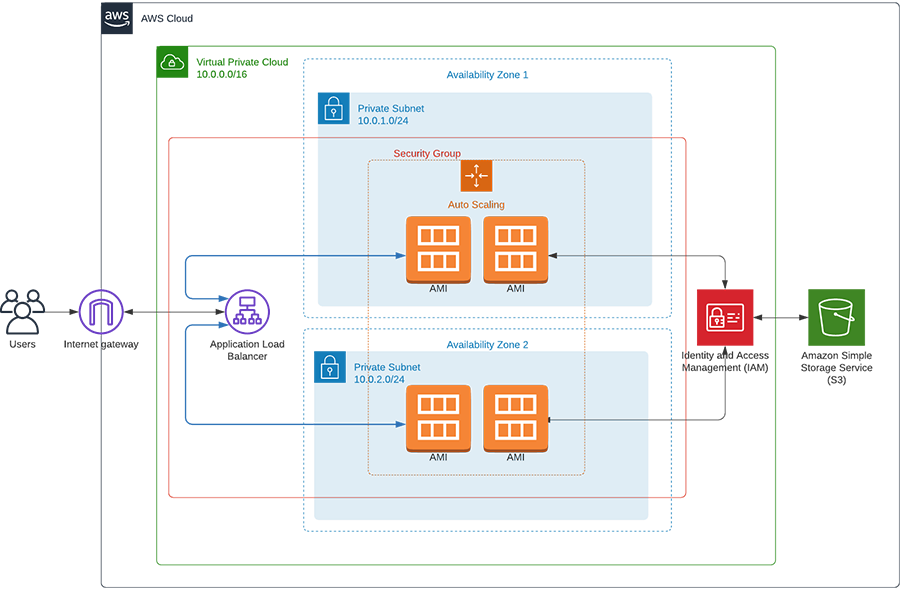 aws
AWS Cloud
Virtual Private Cloud
10.0.0.0/16
Availability Zone 1
Private Subnet
10.0.1.0/24
Security Group
Auto Scaling
AMI
AMI
Users
Internet gateway
Application Load
Balancer
Identity and Access
Management (IAM)
Amazon Simple
Storage Service
(S3)
Availability Zone 2
Private Subnet
10.0.2.0/24
AMI
AMI